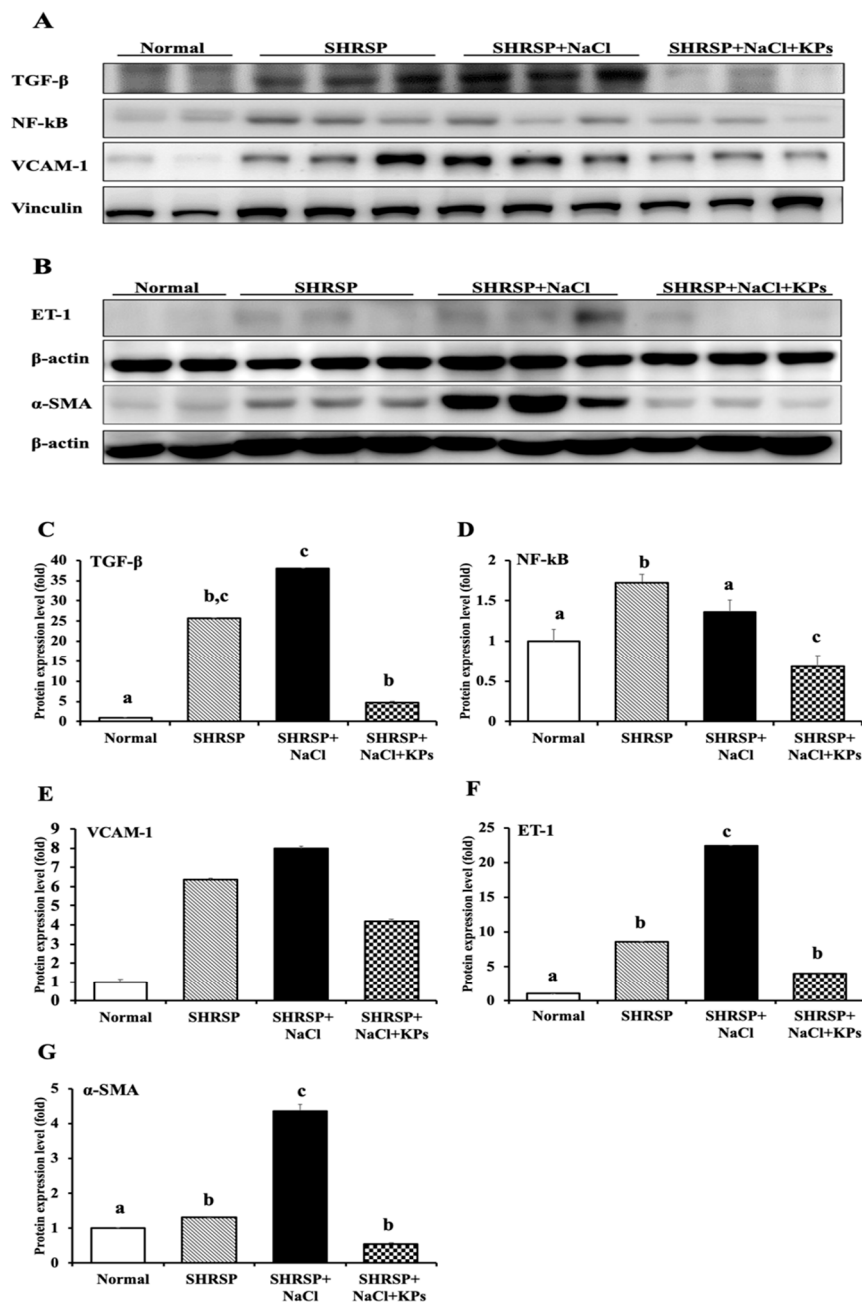 A
Normal SHRSP SHRSP+NaCl SHRSP+NaCl+KPs
TGF-β
NF-kB
VCAM-1
Vinculin
B
Normal SHRSP SHRSP+NaCl SHRSP+NaCl+KPs
ET-1
β-actin
α-SMA
β-actin
C
TGF-β
Protein expression level (fold)
40
35
30
25
20
15
10
5
0
a
b,c
c
b
Normal SHRSP SHRSP+ SHRSP+
NaCl NaCl+KPs
D
NF-kB
Protein expression level (fold)
2
1.5
1
0.5
0
a
b
a
c
Normal SHRSP SHRSP+ SHRSP+
NaCl NaCl+KPs
E
VCAM-1
Protein expression level (fold)
9
8
7
6
5
4
3
2
1
0
Normal SHRSP SHRSP+ SHRSP+
NaCl NaCl+KPs
F
ET-1
Protein expression level (fold)
25
20
15
10
5
0
a
b
c
b
Normal SHRSP SHRSP+ SHRSP+
NaCl NaCl+KPs
G
α-SMA
Protein expression level (fold)
5
4
3
2
1
0
a
b
c
b
Normal SHRSP SHRSP+ SHRSP+
NaCl NaCl+KPs